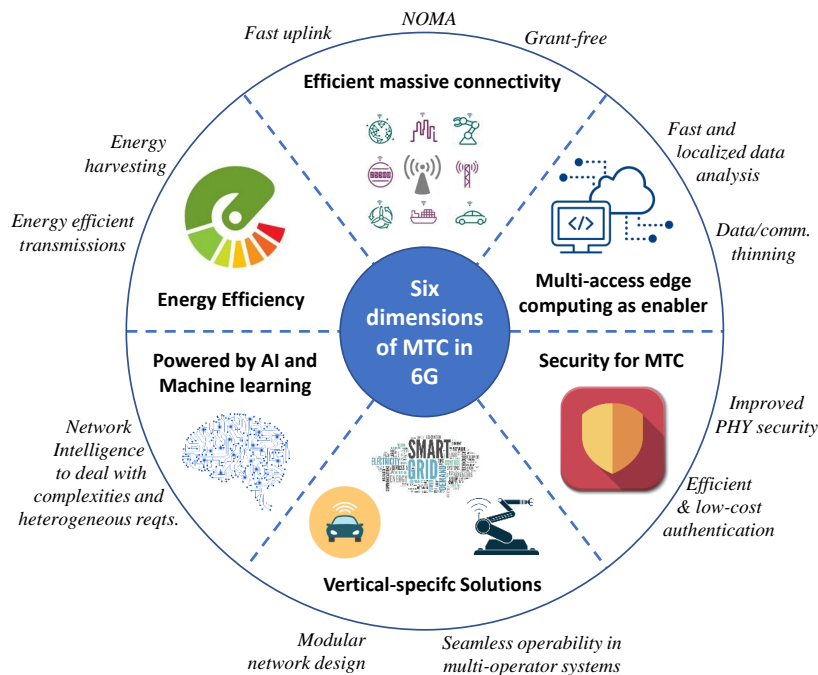 NOMA
Fast uplink
Grant-free
Efficient massive connectivity
Energy
harvesting
Energy efficient
transmissions
Energy Efficiency
Fast and
localized data
analysis
Data/comm.
thinning
</>
Multi-access edge
computing as enabler
Six
dimensions
of MTC in
6G
Powered by AI and
Machine learning
Network
Intelligence
to deal with
complexities and
heterogeneous reqts.
Security for MTC
Improved
PHY security
Efficient
& low-cost
authentication
SMART
GRID
ELECTRICITY
ENERGY
DEMAND
Vertical-specifc Solutions
Modular
network design
Seamless operability in
multi-operator systems